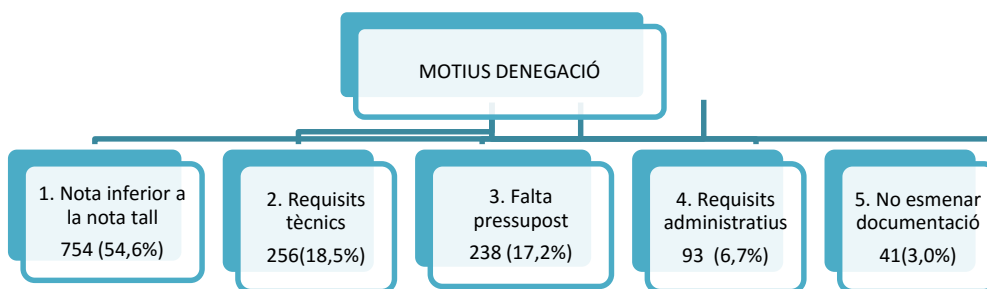 MOTIUS DENEGACIÓ
1. Nota inferior a
la nota tall
754 (54,6%)
2. Requisits
tècnics
256(18,5%)
3. Falta
pressupost
238 (17,2%)
4. Requisits
administratius
93 (6,7%)
5. No esmenar
documentació
41(3,0%)